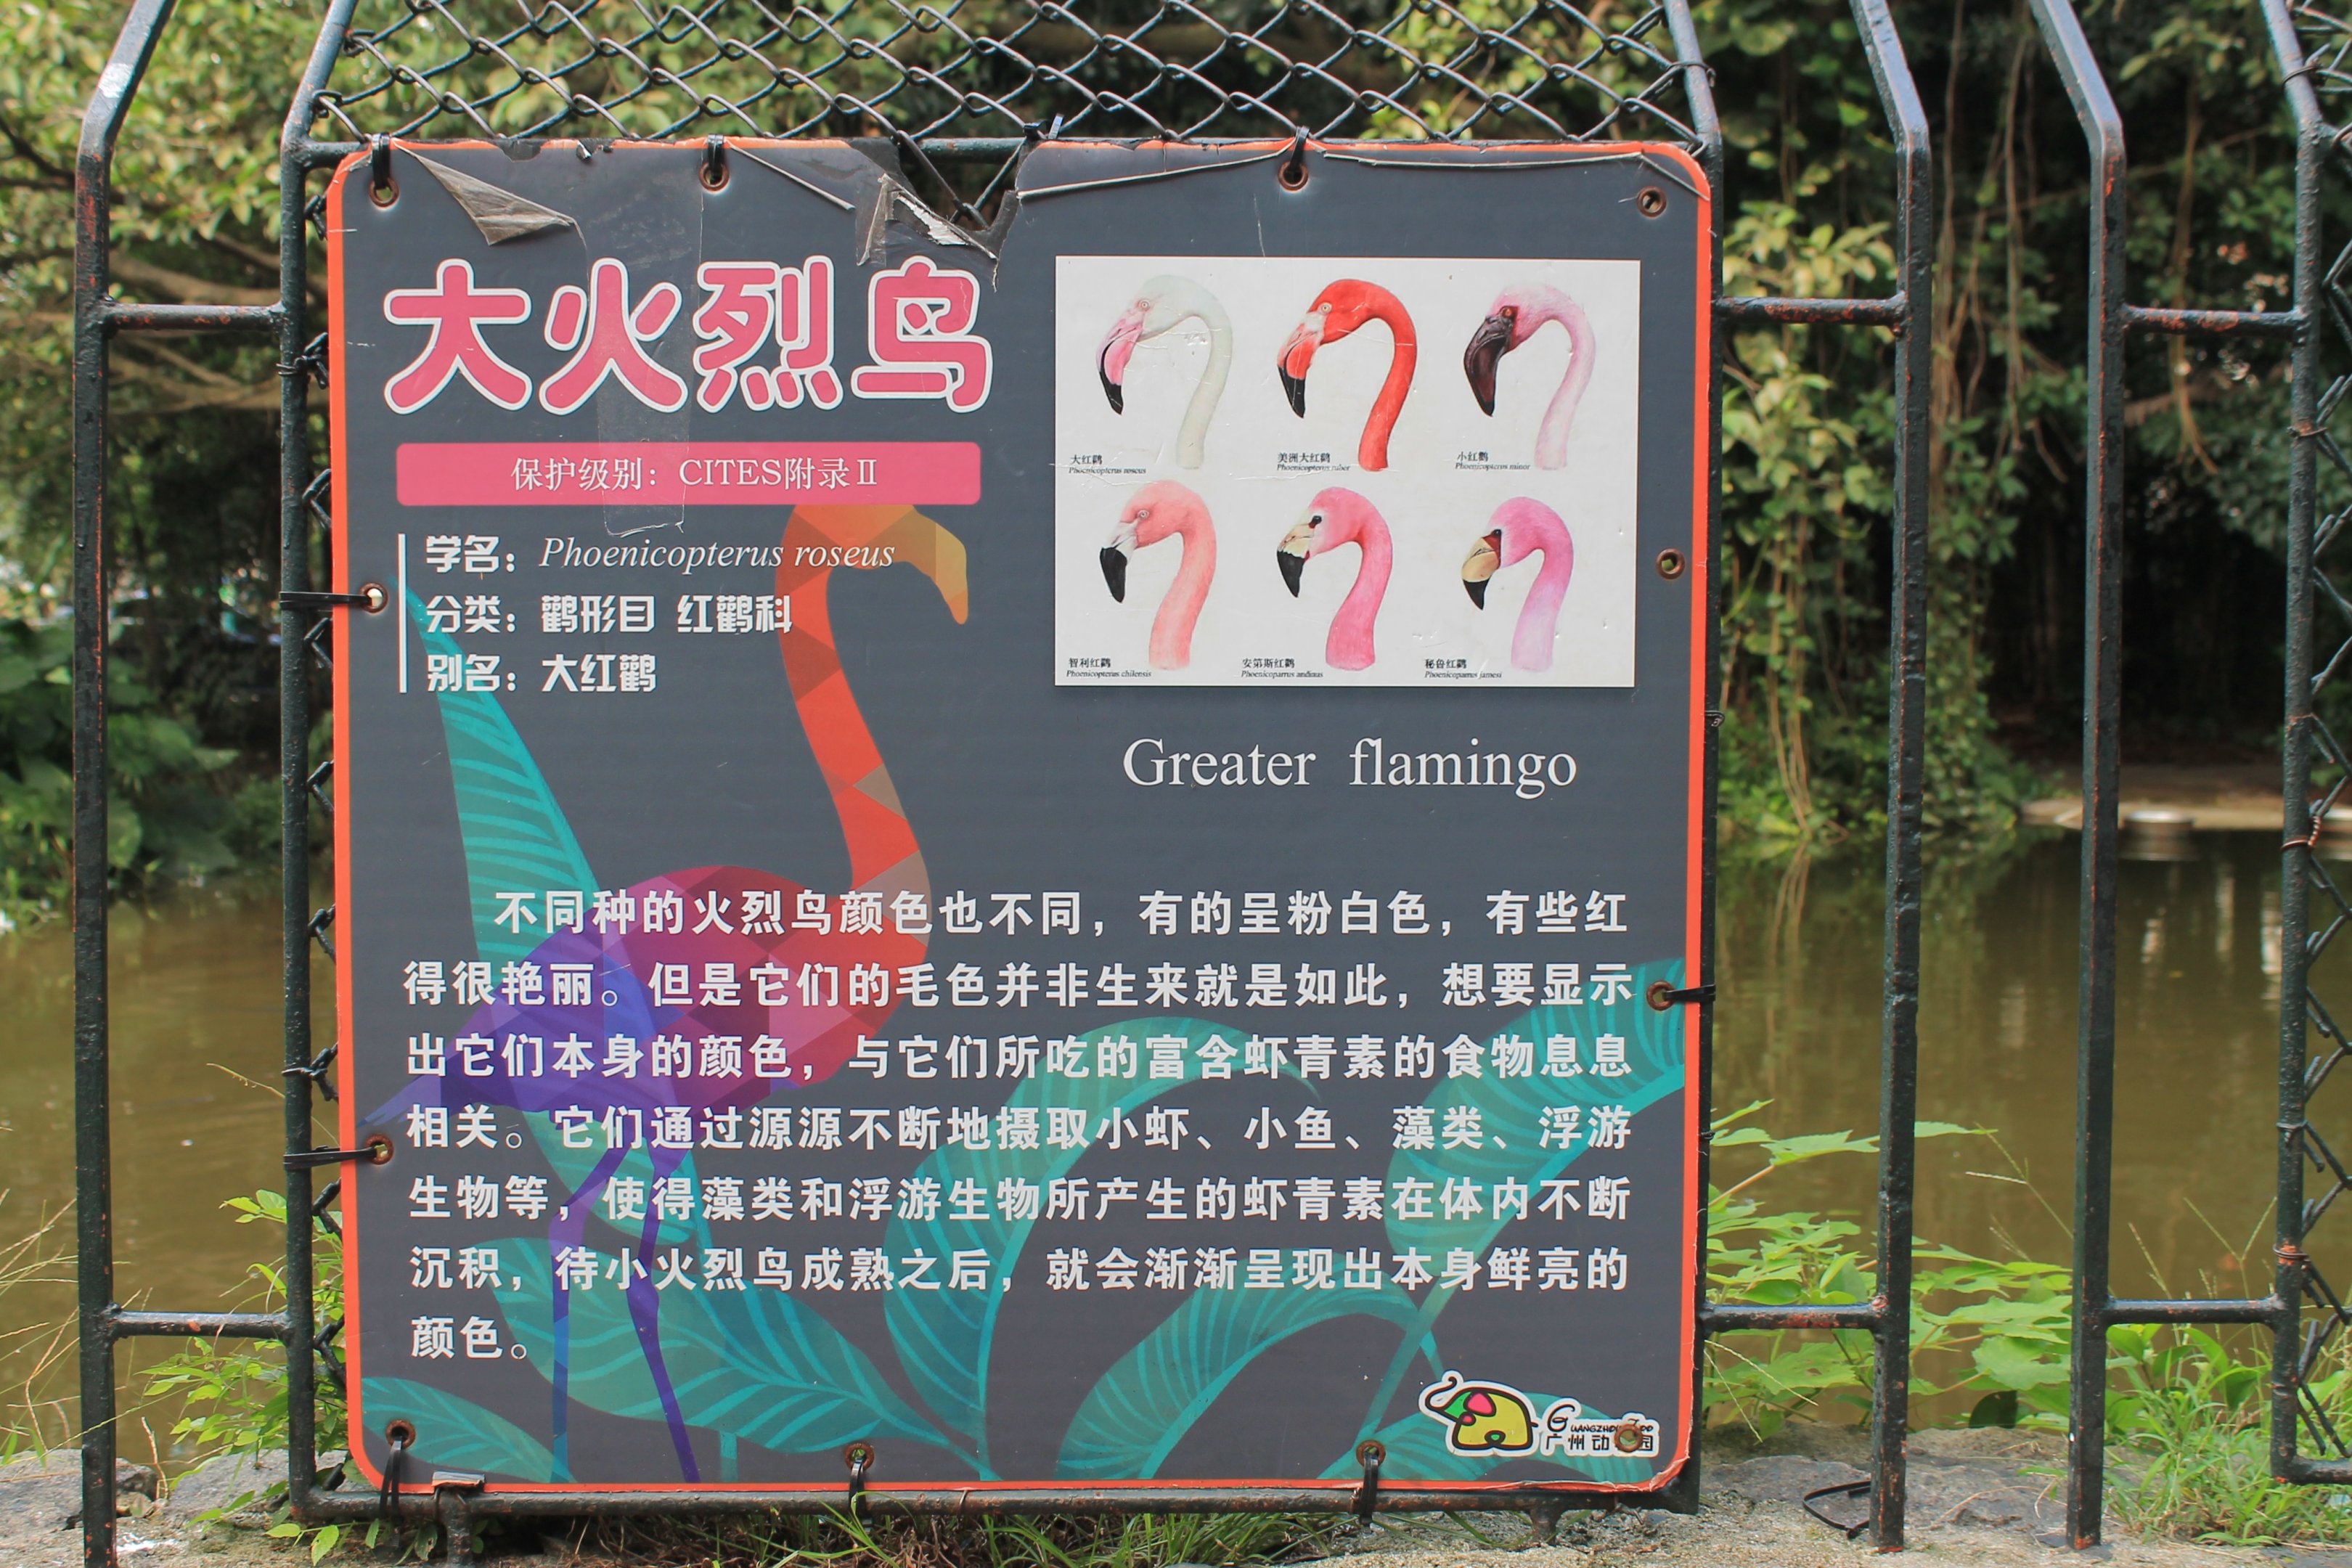 大火烈鸟
保护级别：CITES附录Ⅱ
学名：Phoenicopterus roseus
分类：鹳形目 红鹳科
别名：大红鹳
大红鹳
Phoenicopterus roseus
美洲大红鹳
Phoenicopterus ruber
小红鹳
Phoenicopterus minor
智利红鹳
Phoenicopterus chilensis
安第斯红鹳
Phoenicoparrus andinus
秘鲁红鹳
Phoenicoparrus jamesi
Greater flamingo
不同种的火烈鸟颜色也不同，有的呈粉白色，有些红
得很艳丽。但是它们的毛色并非生来就是如此，想要显示
出它们本身的颜色，与它们所吃的富含虾青素的食物息息
相关。它们通过源源不断地摄取小虾、小鱼、藻类、浮游
生物等，使得藻类和浮游生物所产生的虾青素在体内不断
沉积，待小火烈鸟成熟之后，就会渐渐呈现出本身鲜亮的
颜色。
广州动 园